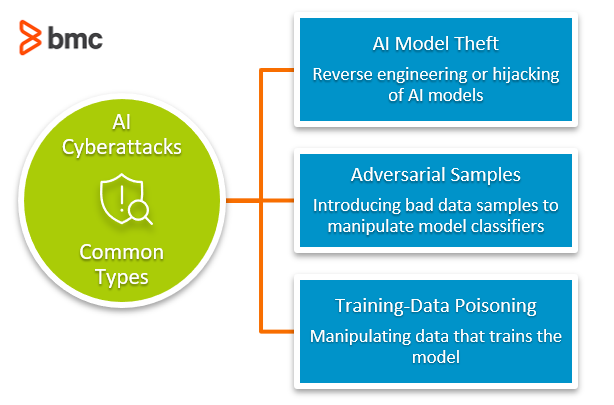 bmc
AI
Cyberattacks
Common
Types
AI Model Theft
Reverse engineering or hijacking
of AI models
Adversarial Samples
Introducing bad data samples to
manipulate model classifiers
Training-Data Poisoning
Manipulating data that trains the
model